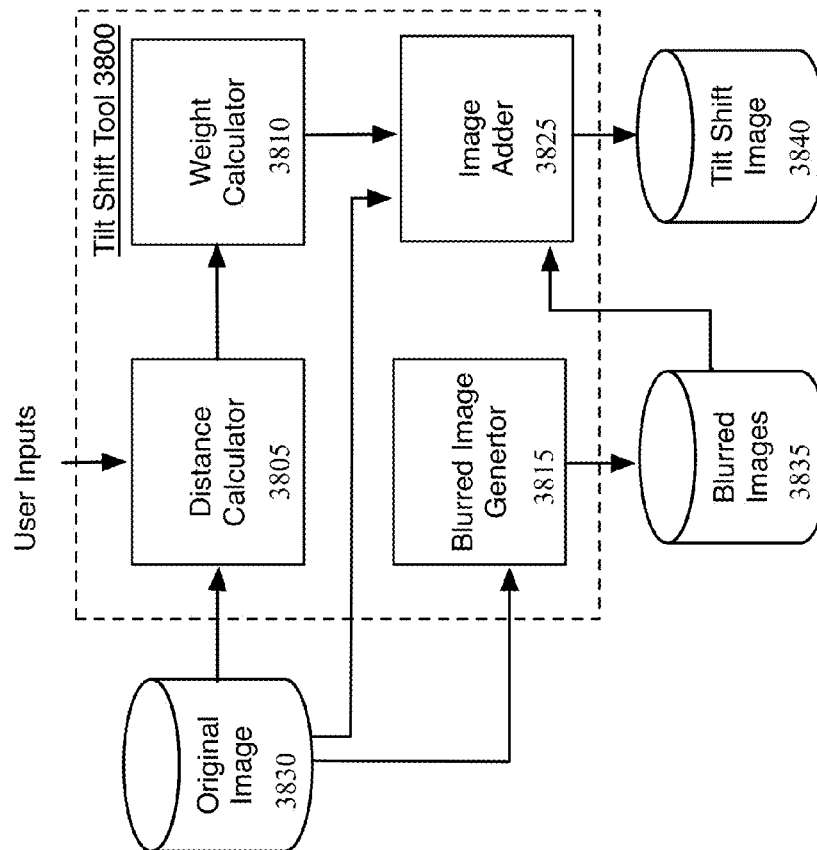 User Inputs
Tilt Shift Tool 3800
Original
Image
3830
Distance
Calculator
3805
Weight
Calculator
3810
Blurred Image
Genertor
3815
Image
Adder
3825
Blurred
Images
3835
Tilt Shift
Image
3840